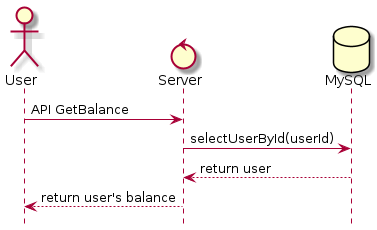 User
Server
MySQL
API GetBalance
selectUserById(userId)
return user
return user's balance